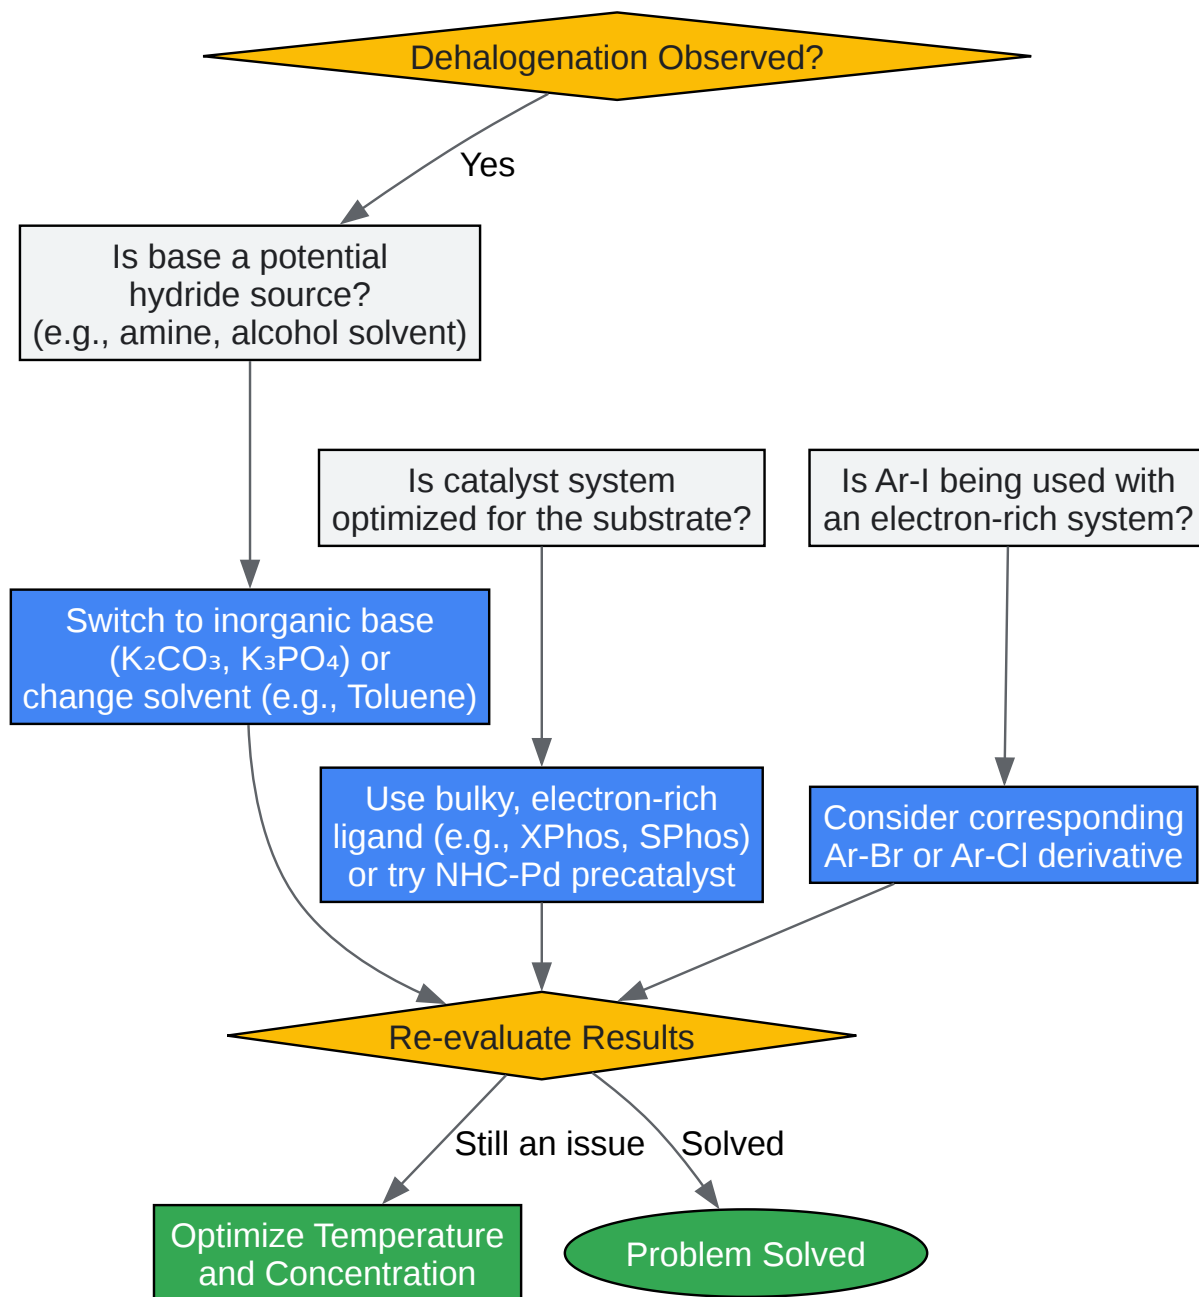 Dehalogenation Observed?
Yes
Is base a potential
hydride source?
(e.g., amine, alcohol solvent)
Is catalyst system
optimized for the substrate?
Is Ar-I being used with
an electron-rich system?
Switch to inorganic base
(K₂CO₃, K₃PO₄) or
change solvent (e.g., Toluene)
Use bulky, electron-rich
ligand (e.g., XPhos, SPhos)
or try NHC-Pd precatalyst
Consider corresponding
Ar-Br or Ar-Cl derivative
Re-evaluate Results
Still an issue
Solved
Optimize Temperature
and Concentration
Problem Solved